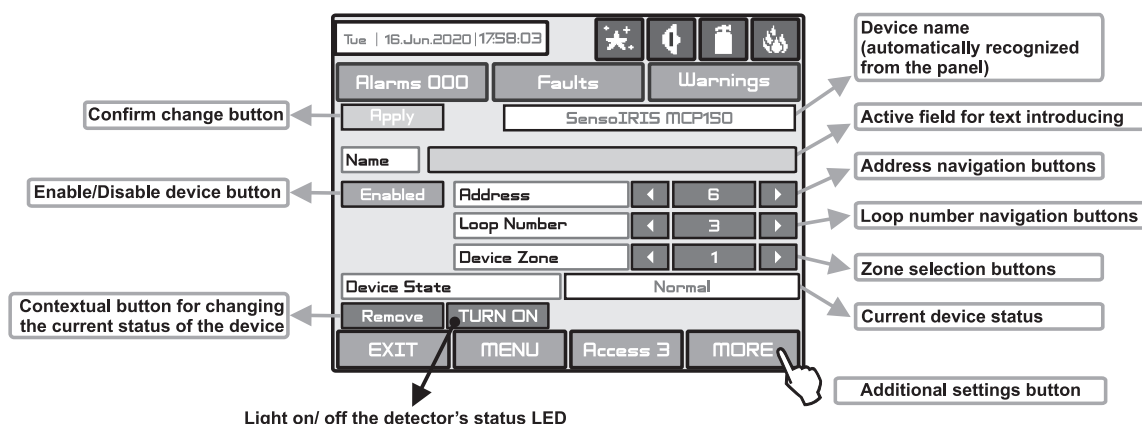 Tue | 16.Jun.2020|17:58:03
Alarms 000
Faults
Warnings
Apply
SensoIRIS MCP150
Name
Enabled
Address
6
Loop Number
3
Device Zone
1
Device State
Normal
Remove
TURN ON
EXIT
MENU
Access 3
MORE
Confirm change button
Enable/Disable device button
Contextual button for changing
the current status of the device
Light on/ off the detector's status LED
Device name
(automatically recognized
from the panel)
Active field for text introducing
Address navigation buttons
Loop number navigation buttons
Zone selection buttons
Current device status
Additional settings button